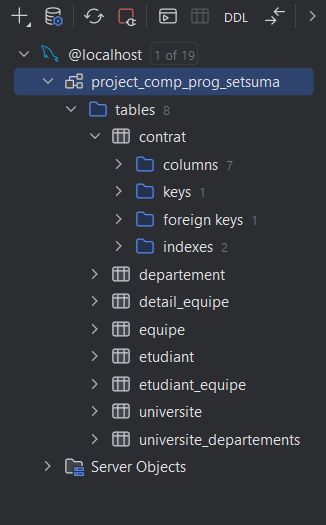 DDL
@localhost 1 of 19
project_comp_prog_setsuma
tables 8
contrat
columns 7
keys 1
foreign keys 1
indexes 2
departement
detail_equipe
equipe
etudiant
etudiant_equipe
universite
universite_departements
Server Objects